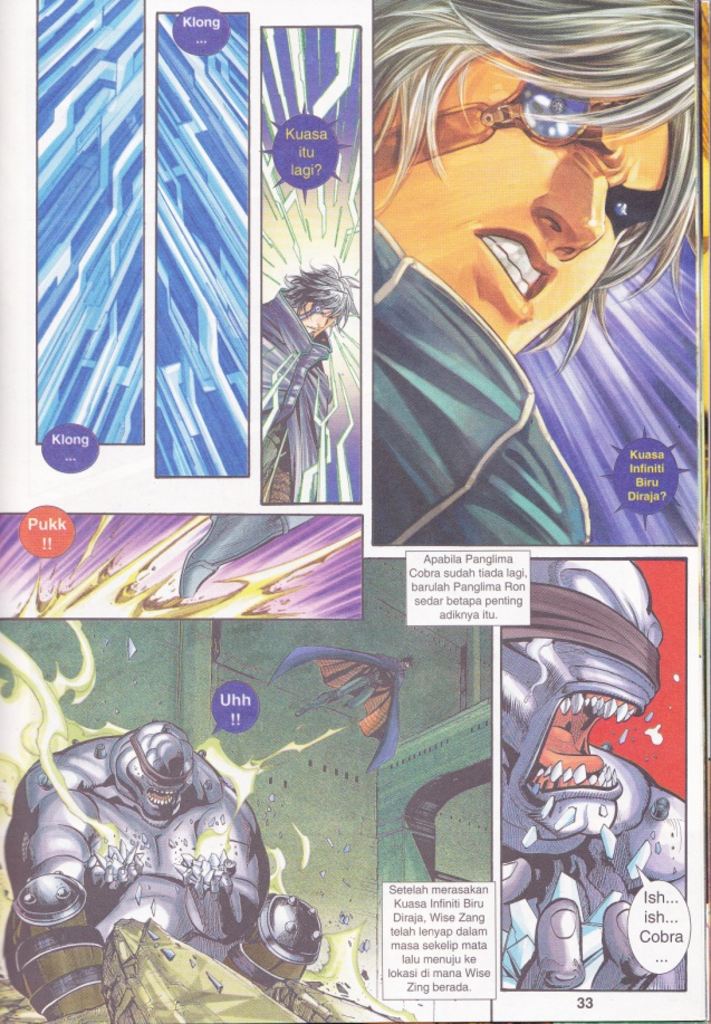 Klong
...
Klong
...
Kuasa
itu
lagi?
Kuasa
Infiniti
Biru
Diraja?
Pukk
!!
Apabila Panglima
Cobra sudah tiada lagi,
barulah Panglima Ron
sedar betapa penting
adiknya itu.
Uhh
!!
Setelah merasakan
Kuasa Infiniti Biru
Diraja, Wise Zang
telah lenyap dalam
masa sekelip mata
lalu menuju ke
lokasi di mana Wise
Zing berada.
Ish...
ish...
Cobra
...
33